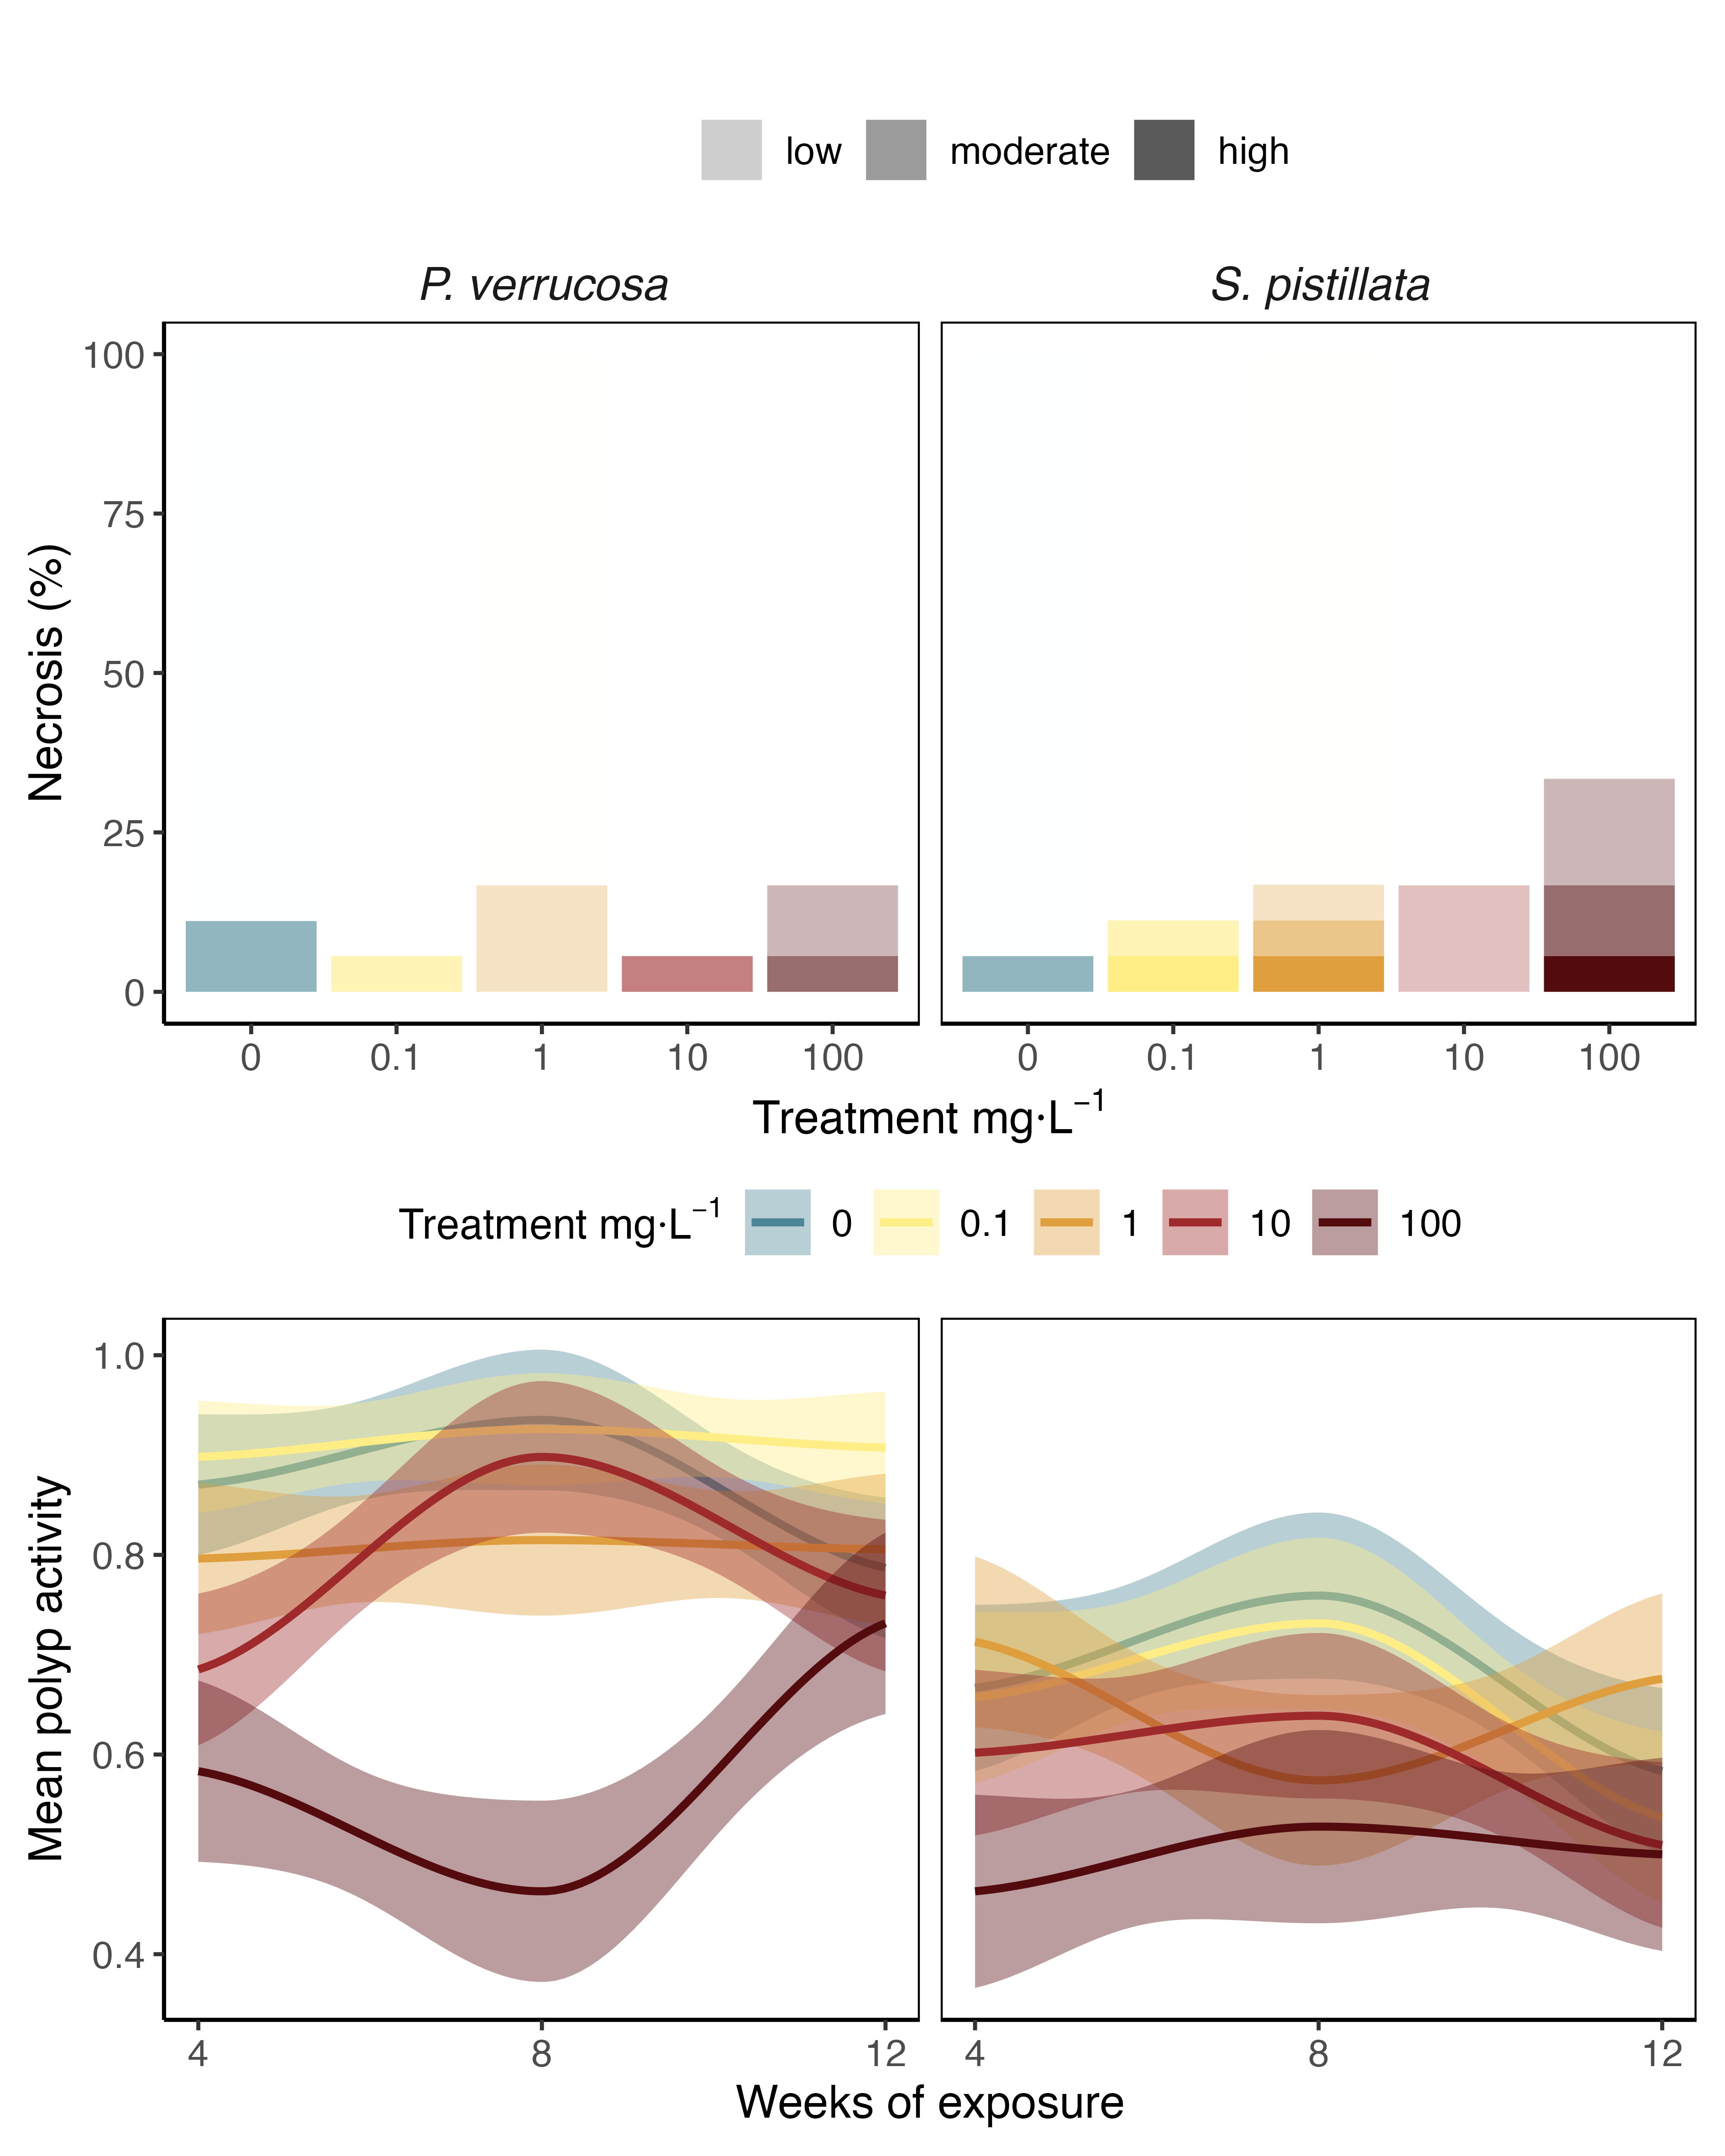 low moderate high
P. verrucosa S. pistillata
100
75
50
25
0
Necrosis (%)
0 0.1 1 10 100 0 0.1 1 10 100
Treatment mg·L⁻¹
Treatment mg·L⁻¹ 0 0.1 1 10 100
1.0
0.8
0.6
0.4
Mean polyp activity
4 8 12 4 8 12
Weeks of exposure